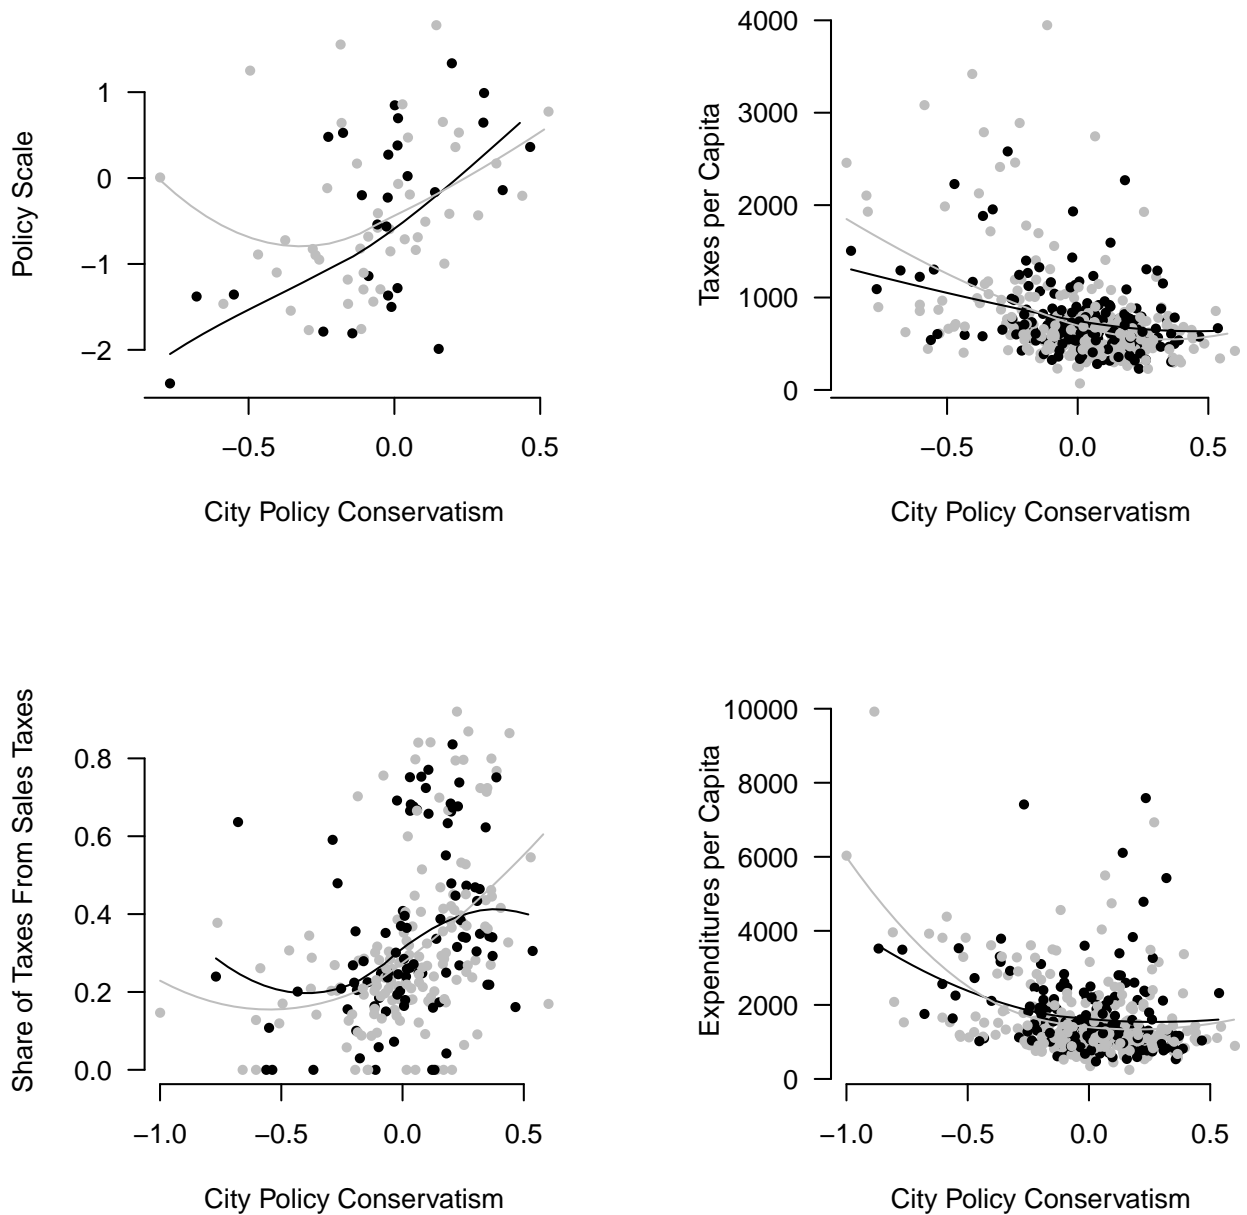 Policy Scale
1
0
−1
−2
−0.5 0.0 0.5
City Policy Conservatism
Taxes per Capita
4000
3000
2000
1000
0
−0.5 0.0 0.5
City Policy Conservatism
Share of Taxes From Sales Taxes
0.8
0.6
0.4
0.2
0.0
−1.0 −0.5 0.0 0.5
City Policy Conservatism
Expenditures per Capita
10000
8000
6000
4000
2000
0
−1.0 −0.5 0.0 0.5
City Policy Conservatism